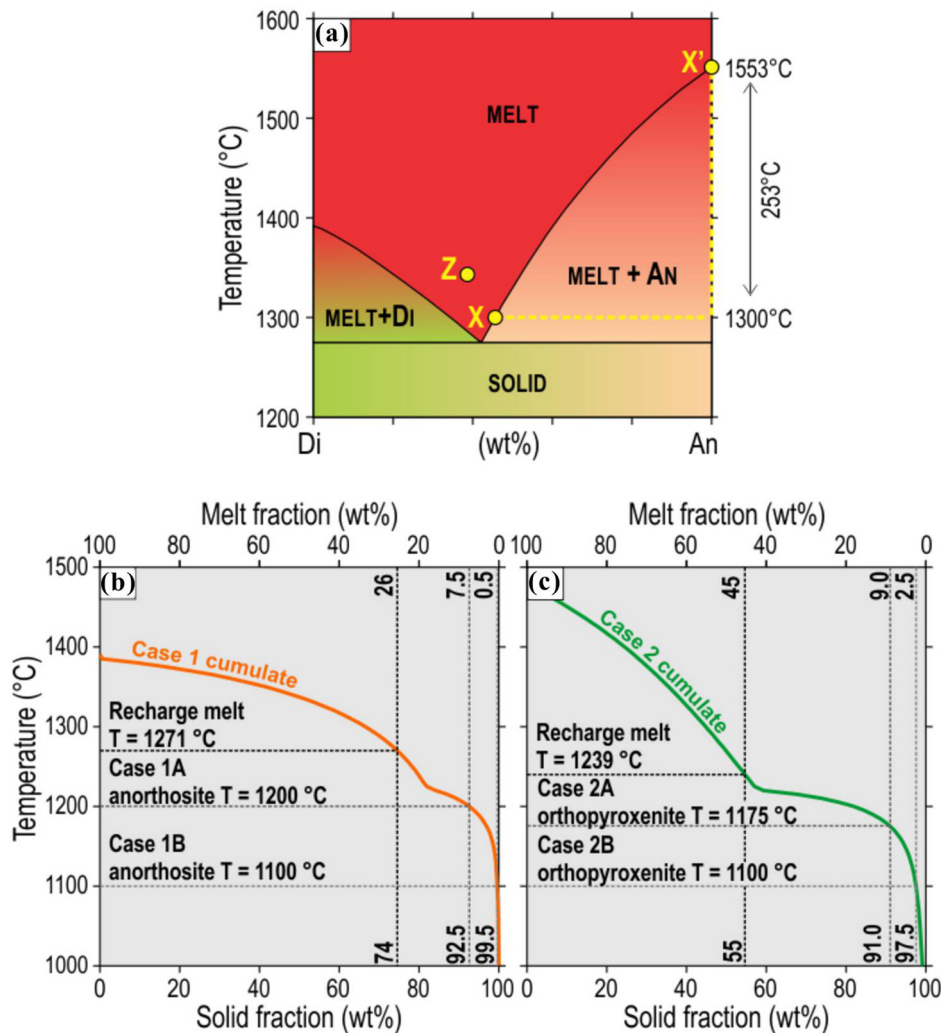 (a)
1600
1500
1400
1300
1200
Temperature (°C)
MELT
X'
1553°C
253°C
Z
MELT + AN
MELT+DI
X
1300°C
SOLID
Di
(wt%)
An
Melt fraction (wt%)
100 80 60 40 20 0
(b)
1500
1400
1300
1200
1100
1000
Temperature (°C)
26
7.5
0.5
Case 1 cumulate
Recharge melt
T = 1271 °C
Case 1A
anorthosite T = 1200 °C
Case 1B
anorthosite T = 1100 °C
74
92.5
99.5
0 20 40 60 80 100
Solid fraction (wt%)
Melt fraction (wt%)
100 80 60 40 20 0
(c)
45
9.0
2.5
Case 2 cumulate
Recharge melt
T = 1239 °C
Case 2A
orthopyroxenite T = 1175 °C
Case 2B
orthopyroxenite T = 1100 °C
55
91.0
97.5
0 20 40 60 80 100
Solid fraction (wt%)